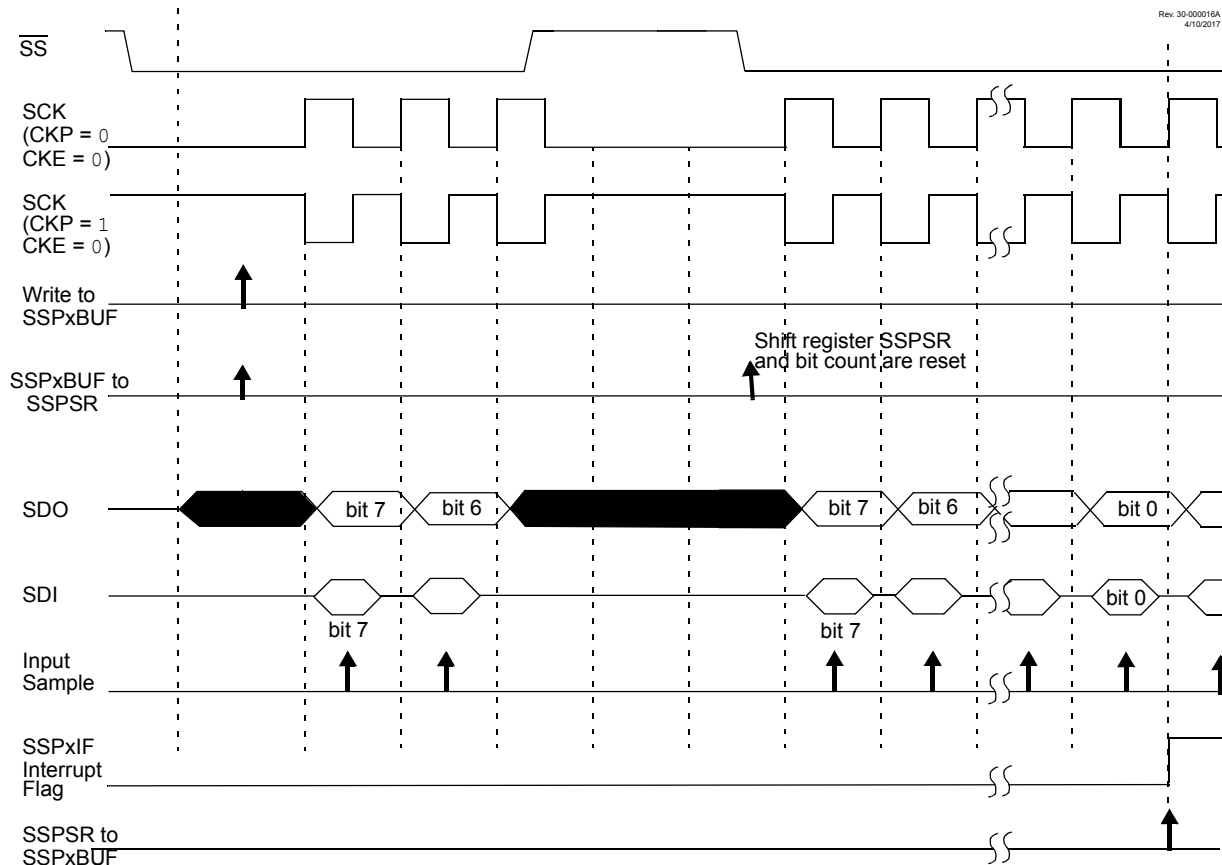 Rev. 30-000016A
4/10/2017
SS
SCK
(CKP = 0
CKE = 0)
SCK
(CKP = 1
CKE = 0)
Write to
SSPxBUF
Shift register SSPSR
and bit count are reset
SSPxBUF to
SSPSR
SDO
bit 7
bit 6
bit 7
bit 6
bit 0
SDI
bit 0
bit 7
bit 7
Input
Sample
SSPxIF
Interrupt
Flag
SSPSR to
SSPxBUF